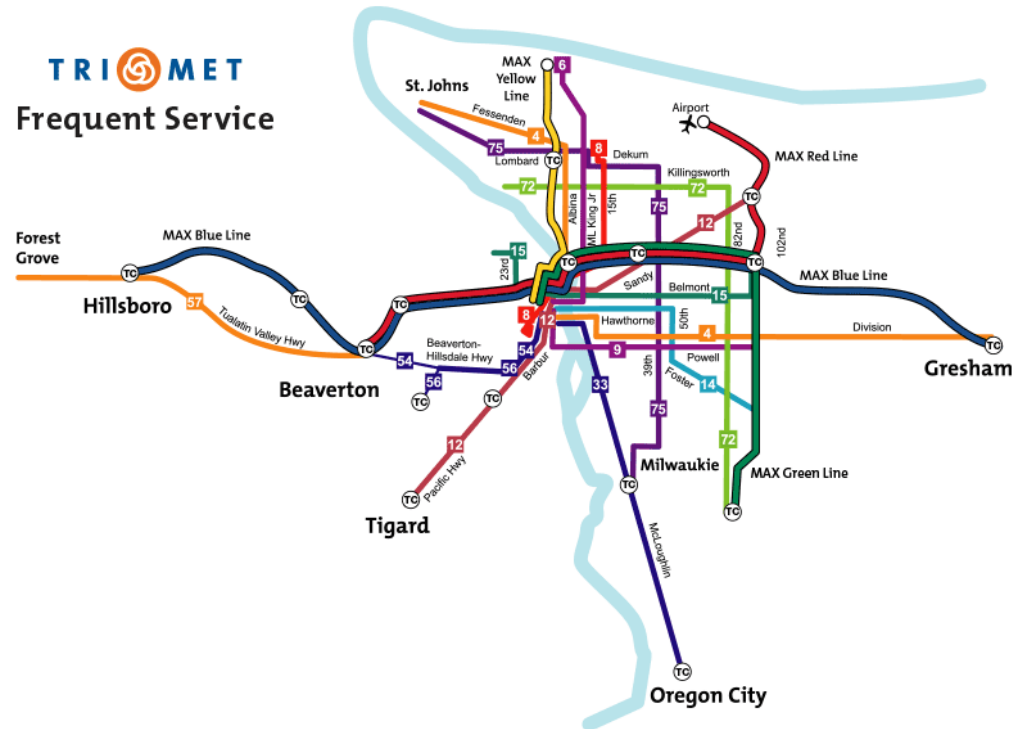 TRI MET
Frequent Service
MAX
Yellow
Line
6
St. Johns
Fessenden
4
75
Lombard
TC
8
Dekum
Airport
MAX Red Line
72
Killingsworth
72
TC
Albina
ML King Jr
15th
75
12
82nd
102nd
Forest
Grove
MAX Blue Line
15
23rd
TC
TC
TC
Sandy
MAX Blue Line
TC
Hillsboro
57
TC
TC
Belmont
15
Tualatin Valley Hwy
8
12
Hawthorne
50th
4
Division
TC
Beaverton
54
Beaverton-
Hillsdale Hwy
54
56
56
Barbur
9
39th
Powell
Foster
14
TC
Gresham
TC
TC
33
75
12
Pacific Hwy
72
TC
Tigard
Milwaukie
TC
MAX Green Line
TC
McLoughlin
TC
Oregon City